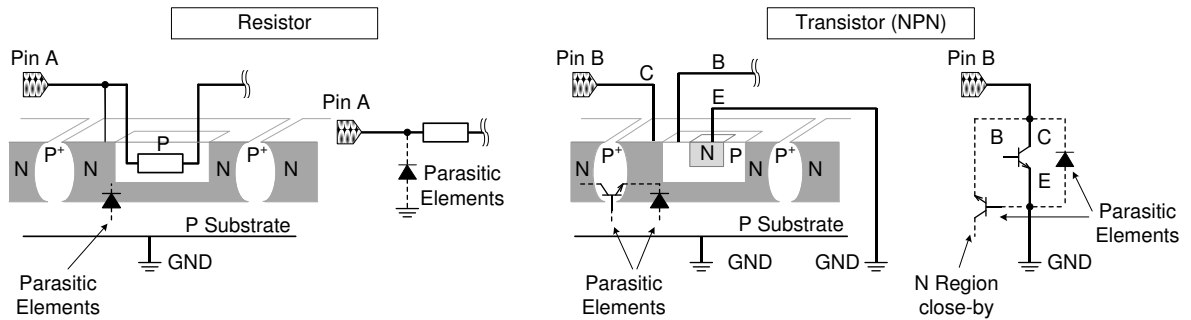 Resistor
Transistor (NPN)
Pin A
Pin B
C
B
E
Pin B
Pin A
N
P+
N
P
P+
N
Parasitic
Elements
N
P+
N
N
P
P+
N
B
C
E
P Substrate
GND
Parasitic
Elements
P Substrate
GND
GND
Parasitic
Elements
Parasitic
Elements
GND
N Region
close-by